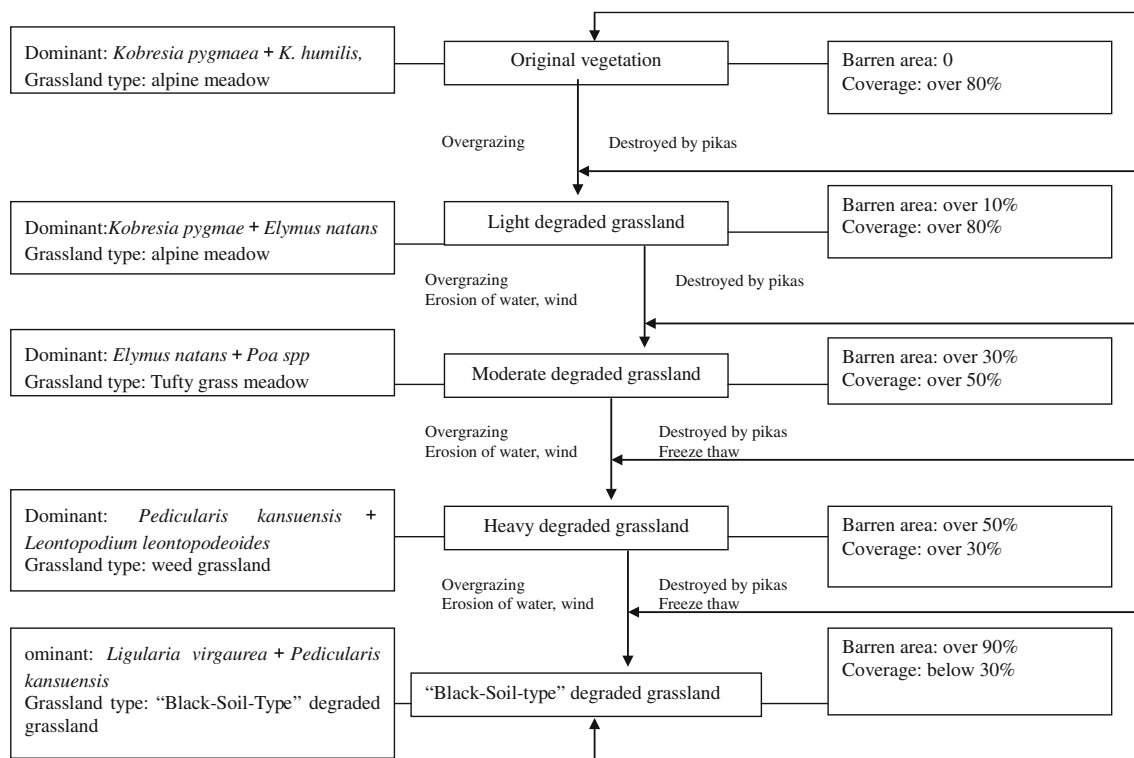 Dominant: Kobresia pygmaea + K. humilis,
Grassland type: alpine meadow
Original vegetation
Barren area: 0
Coverage: over 80%
Overgrazing
Destroyed by pikas
Dominant:Kobresia pygmae + Elymus natans
Grassland type: alpine meadow
Light degraded grassland
Barren area: over 10%
Coverage: over 80%
Overgrazing
Erosion of water, wind
Destroyed by pikas
Dominant: Elymus natans + Poa spp
Grassland type: Tufty grass meadow
Moderate degraded grassland
Barren area: over 30%
Coverage: over 50%
Overgrazing
Erosion of water, wind
Destroyed by pikas
Freeze thaw
Dominant: Pedicularis kansuensis +
Leontopodium leontopodeoides
Grassland type: weed grassland
Heavy degraded grassland
Barren area: over 50%
Coverage: over 30%
Overgrazing
Erosion of water, wind
Destroyed by pikas
Freeze thaw
ominant: Ligularia virgaurea + Pedicularis
kansuensis
Grassland type: “Black-Soil-Type” degraded
grassland
“Black-Soil-type” degraded grassland
Barren area: over 90%
Coverage: below 30%